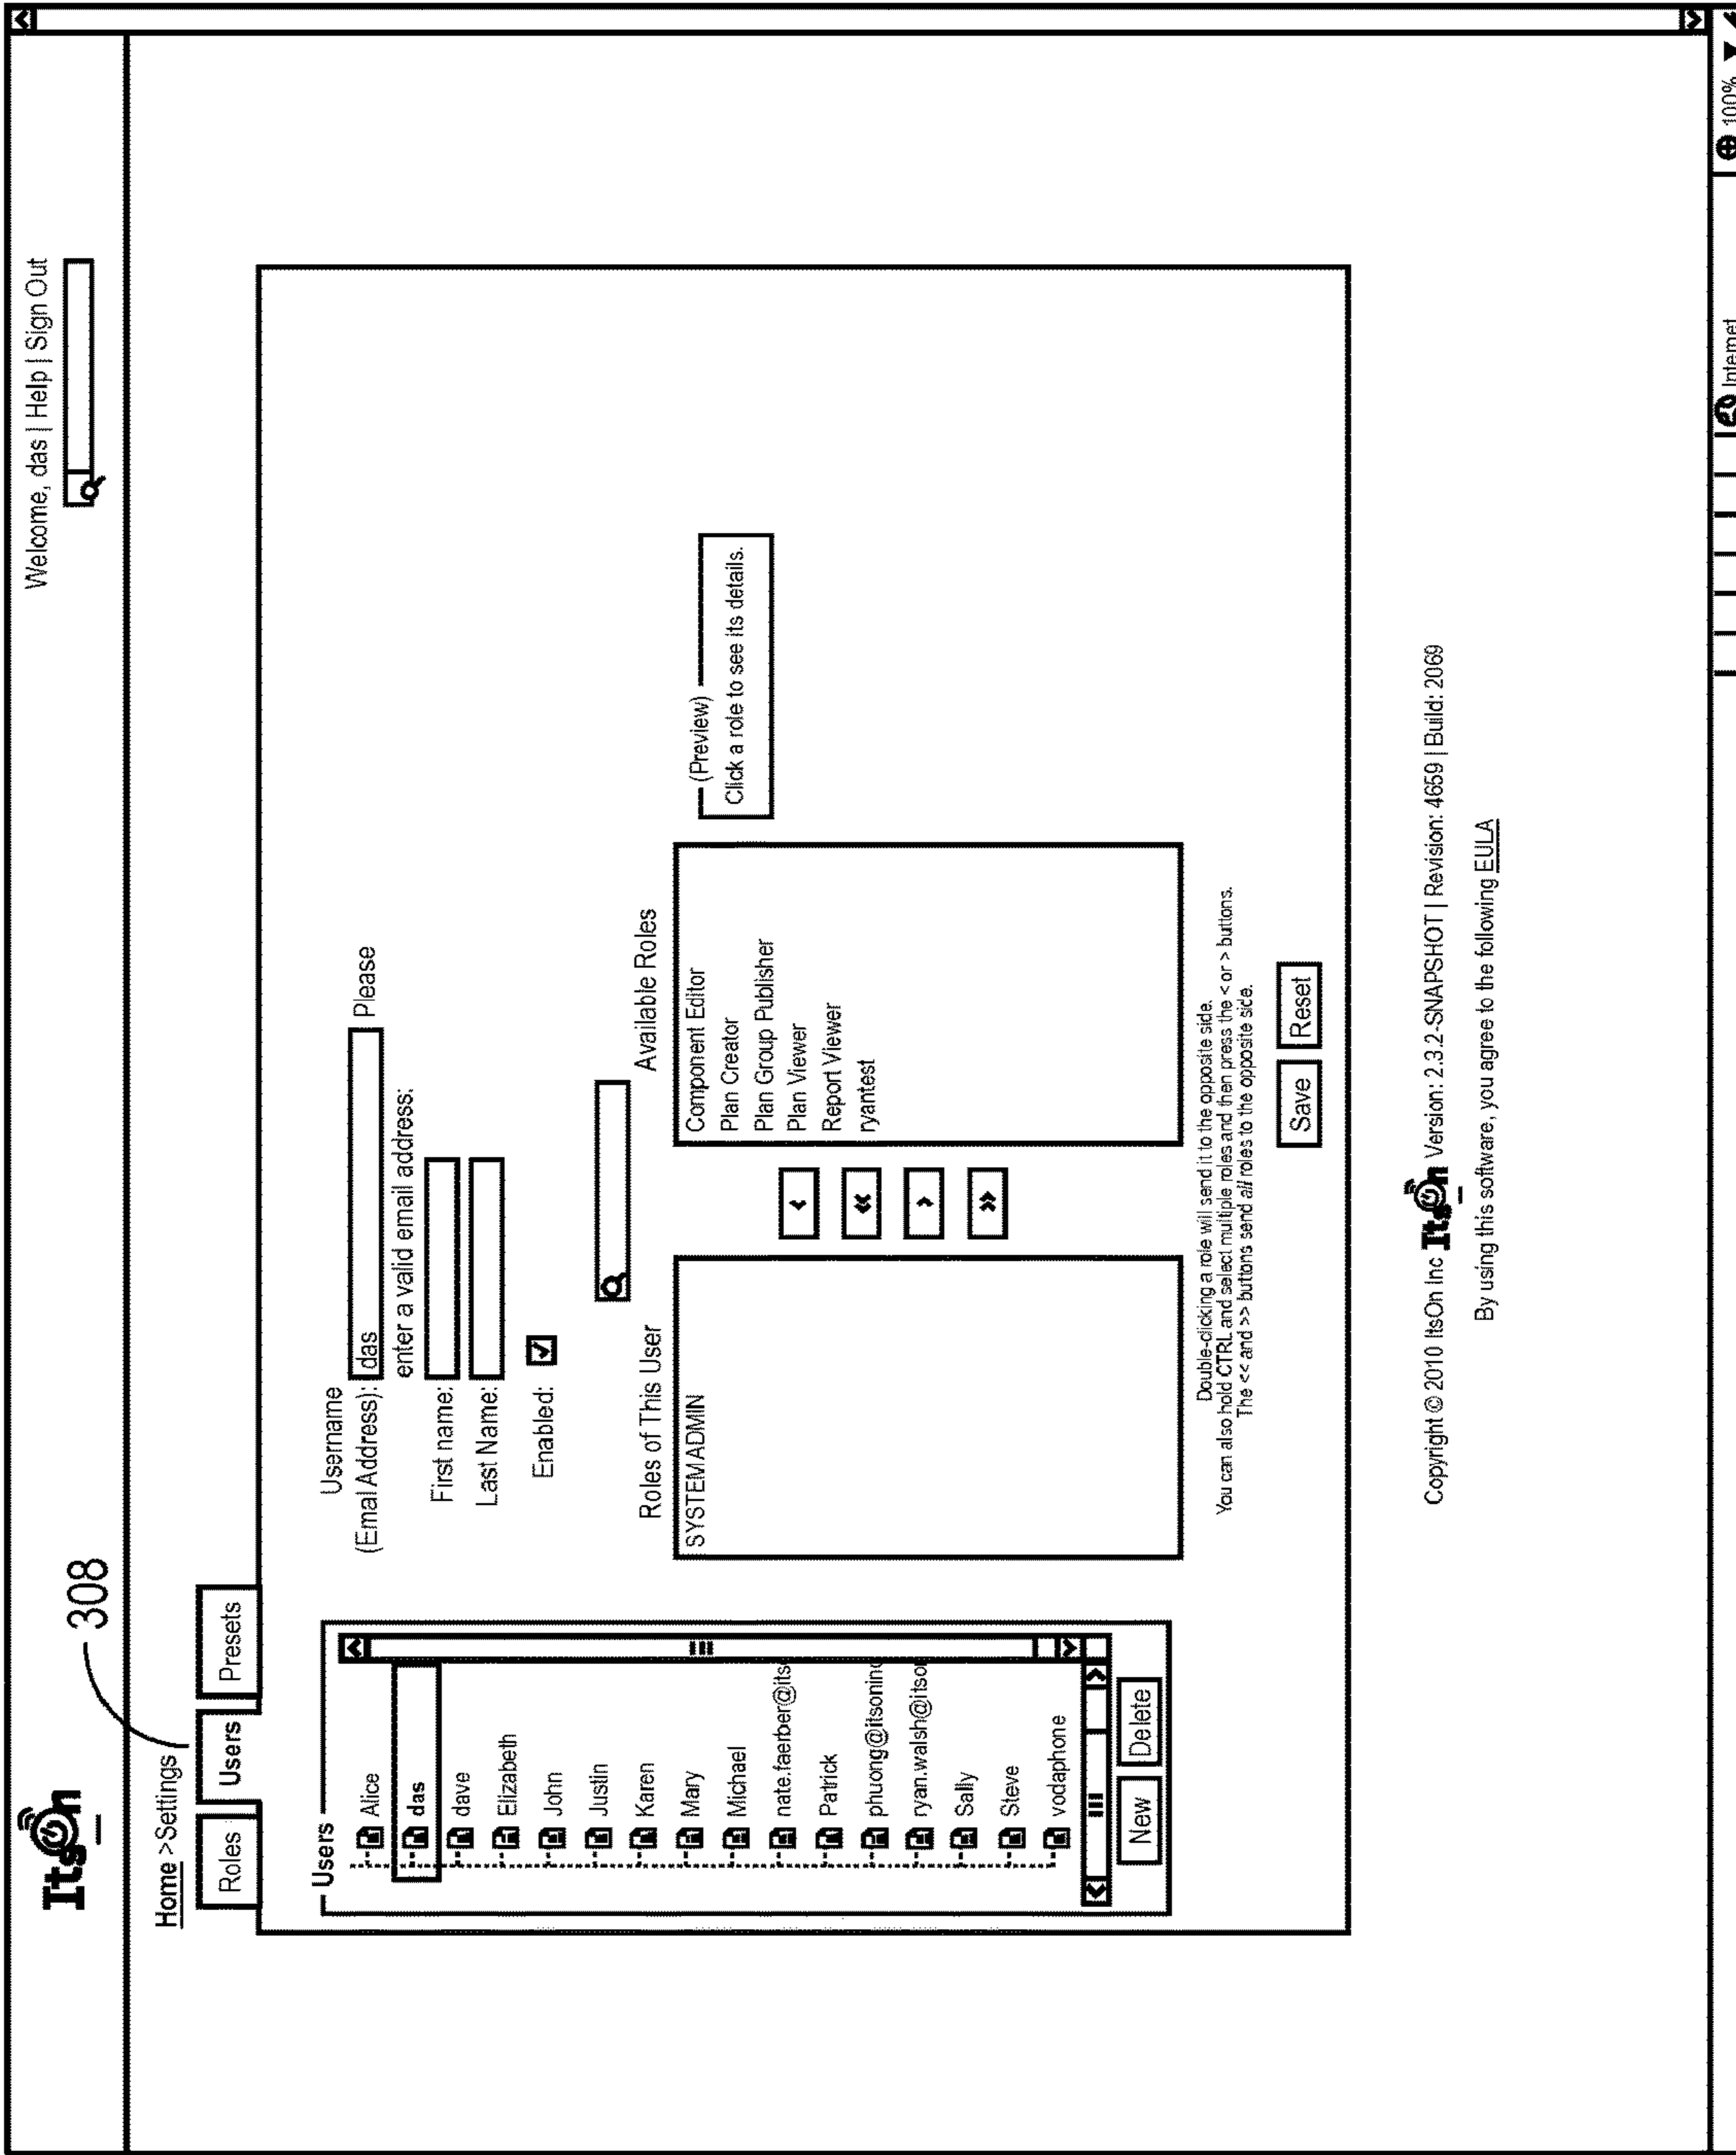 Welcome, das | Help | Sign Out
ItsOn
308
Home >Settings
Roles
Users
Presets
Users
Alice
das
dave
Elizabeth
John
Justin
Karen
Mary
Michael
nate.faerber@its
Patrick
phuong@itsoninc
ryan.walsh@itso
Sally
Steve
vodaphone
New
Delete
Username
(Emal Address): das Please
enter a valid email address:
First name:
Last Name:
Enabled:
Roles of This User
Available Roles
SYSTEM ADMIN
<
<<
>
>>
Component Editor
Plan Creator
Plan Group Publisher
Plan Viewer
Report Viewer
ryantest
(Preview)
Click a role to see its details.
Double-clicking a role will send it to the opposite side.
You can also hold CTRL and select multiple roles and then press the < or > buttons.
The << and >> buttons send all roles to the opposite side.
Save
Reset
Copyright © 2010 ItsOn Inc ItsOn Version: 2.3.2-SNAPSHOT | Revision: 4659 | Build: 2069
By using this software, you agree to the following EULA
Internet
100%